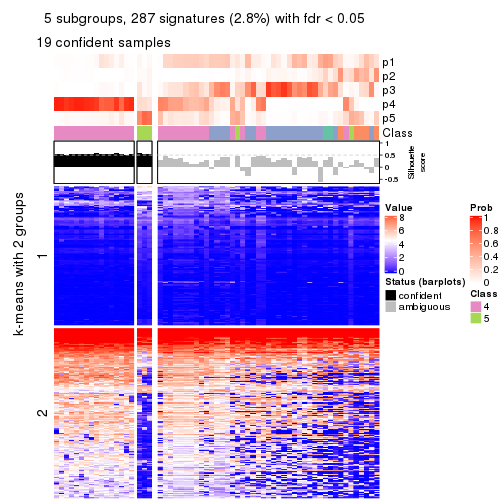 5 subgroups, 287 signatures (2.8%) with fdr < 0.05
19 confident samples
p1
p2
p3
p4
p5
Class
1
0.5
0
-0.5
Silhouette
score
k-means with 2 groups
1
2
Value
8
6
4
2
0
Status (barplots)
confident
ambiguous
Prob
1
0.8
0.6
0.4
0.2
0
Class
4
5